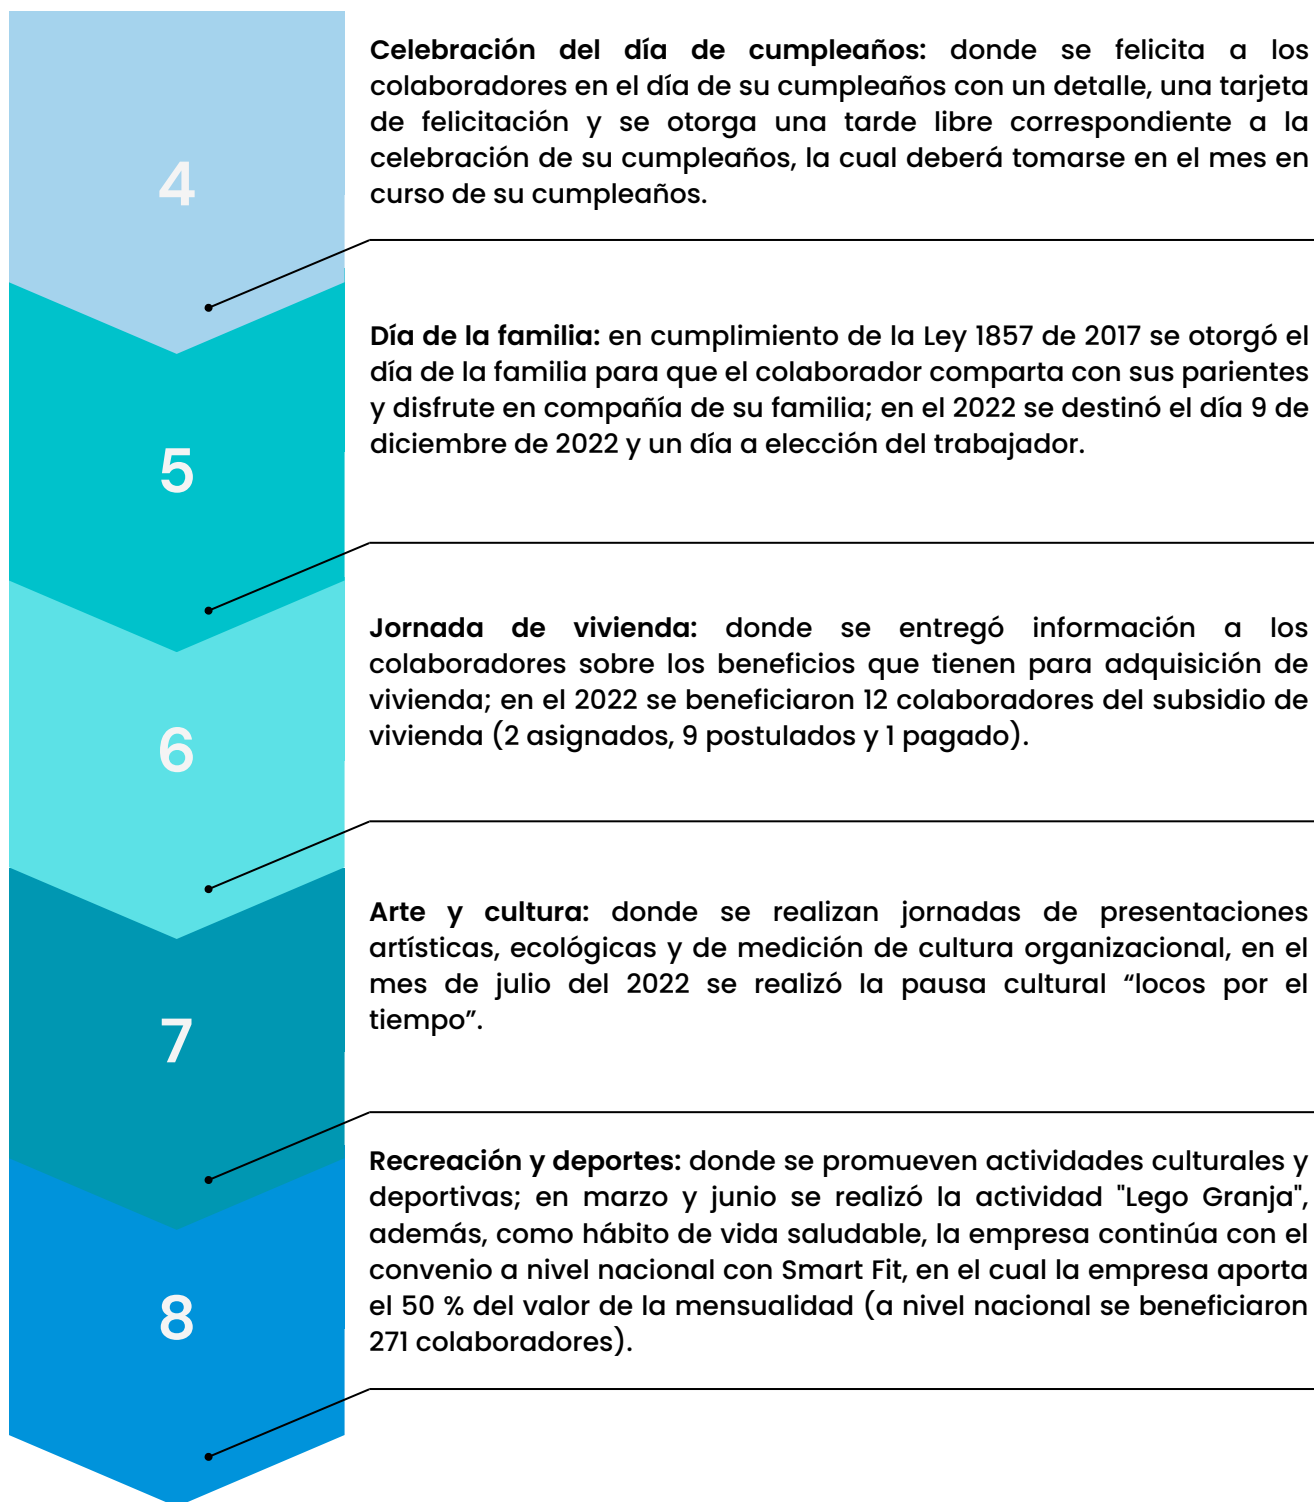 4
Celebración del día de cumpleaños: donde se felicita a los
colaboradores en el día de su cumpleaños con un detalle, una tarjeta
de felicitación y se otorga una tarde libre correspondiente a la
celebración de su cumpleaños, la cual deberá tomarse en el mes en
curso de su cumpleaños.
5
Día de la familia: en cumplimiento de la Ley 1857 de 2017 se otorgó el
día de la familia para que el colaborador comparta con sus parientes
y disfrute en compañía de su familia; en el 2022 se destinó el día 9 de
diciembre de 2022 y un día a elección del trabajador.
6
Jornada de vivienda: donde se entregó información a los
colaboradores sobre los beneficios que tienen para adquisición de
vivienda; en el 2022 se beneficiaron 12 colaboradores del subsidio de
vivienda (2 asignados, 9 postulados y 1 pagado).
7
Arte y cultura: donde se realizan jornadas de presentaciones
artísticas, ecológicas y de medición de cultura organizacional, en el
mes de julio del 2022 se realizó la pausa cultural “locos por el
tiempo”.
8
Recreación y deportes: donde se promueven actividades culturales y
deportivas; en marzo y junio se realizó la actividad "Lego Granja",
además, como hábito de vida saludable, la empresa continúa con el
convenio a nivel nacional con Smart Fit, en el cual la empresa aporta
el 50 % del valor de la mensualidad (a nivel nacional se beneficiaron
271 colaboradores).